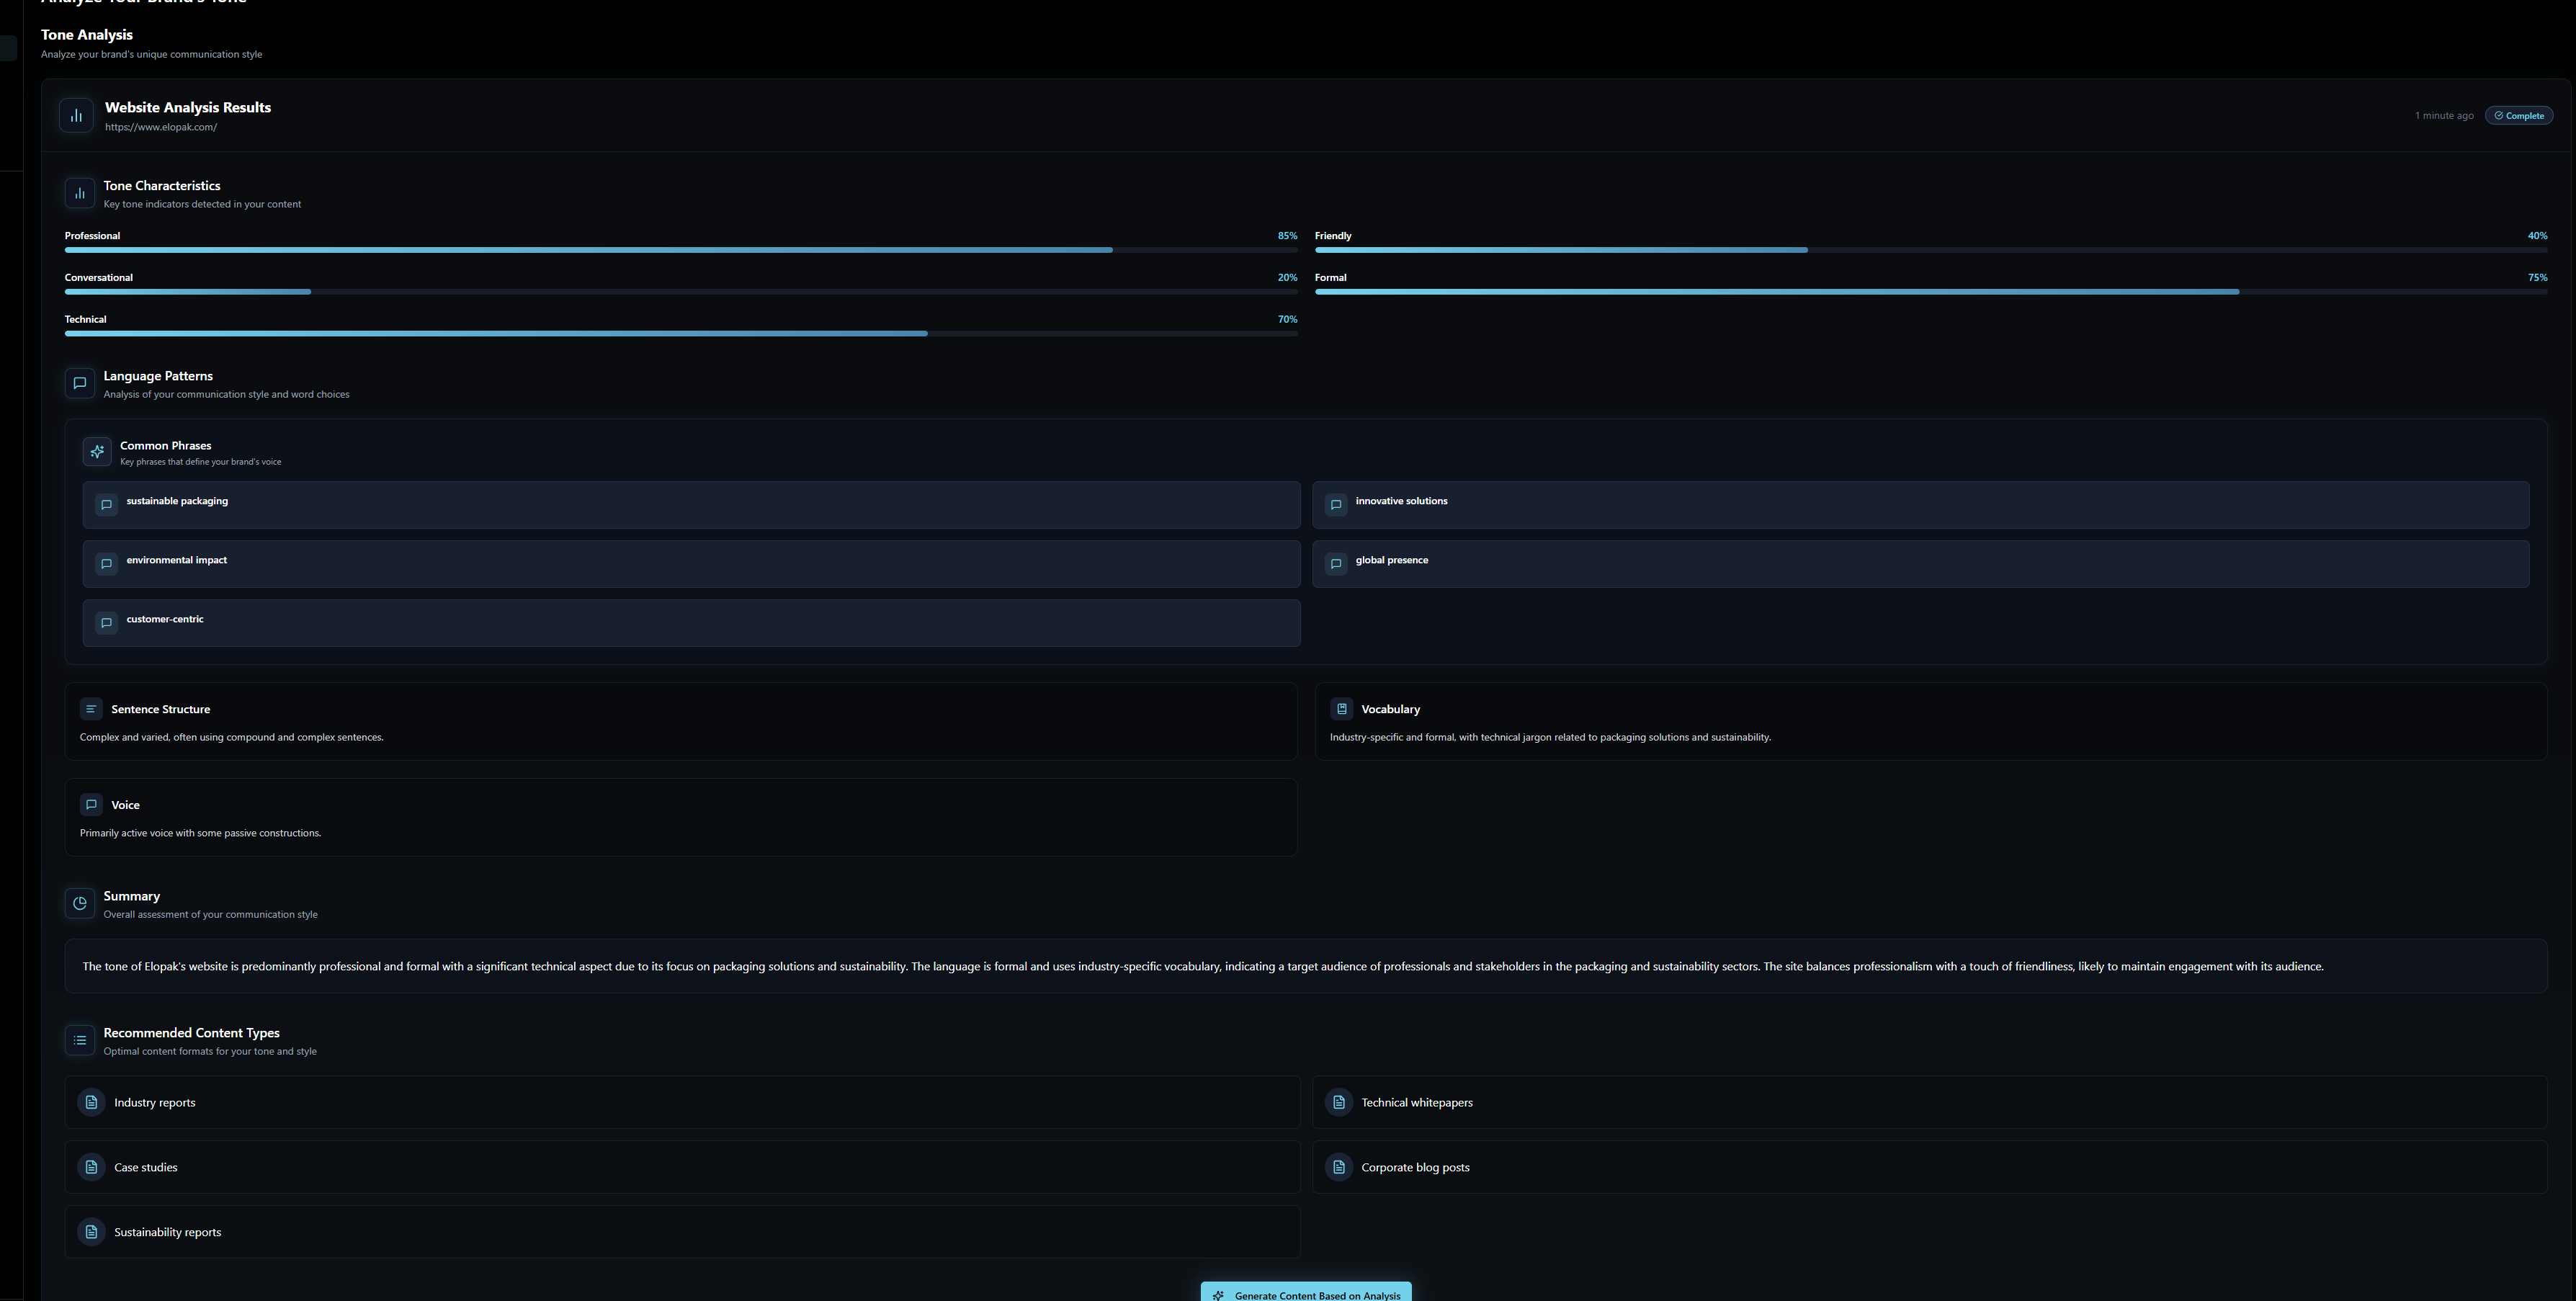 Analyze Your Brand's Tone
Tone Analysis
Analyze your brand's unique communication style
Website Analysis Results
https://www.elopak.com/
1 minute ago
Complete
Tone Characteristics
Key tone indicators detected in your content
Professional
85%
Friendly
40%
Conversational
20%
Formal
75%
Technical
70%
Language Patterns
Analysis of your communication style and word choices
Common Phrases
Key phrases that define your brand's voice
sustainable packaging
innovative solutions
environmental impact
global presence
customer-centric
Sentence Structure
Complex and varied, often using compound and complex sentences.
Vocabulary
Industry-specific and formal, with technical jargon related to packaging solutions and sustainability.
Voice
Primarily active voice with some passive constructions.
Summary
Overall assessment of your communication style
The tone of Elopak's website is predominantly professional and formal with a significant technical aspect due to its focus on packaging solutions and sustainability. The language is formal and uses industry-specific vocabulary, indicating a target audience of professionals and stakeholders in the packaging and sustainability sectors. The site balances professionalism with a touch of friendliness, likely to maintain engagement with its audience.
Recommended Content Types
Optimal content formats for your tone and style
Industry reports
Technical whitepapers
Case studies
Corporate blog posts
Sustainability reports
Generate Content Based on Analysis